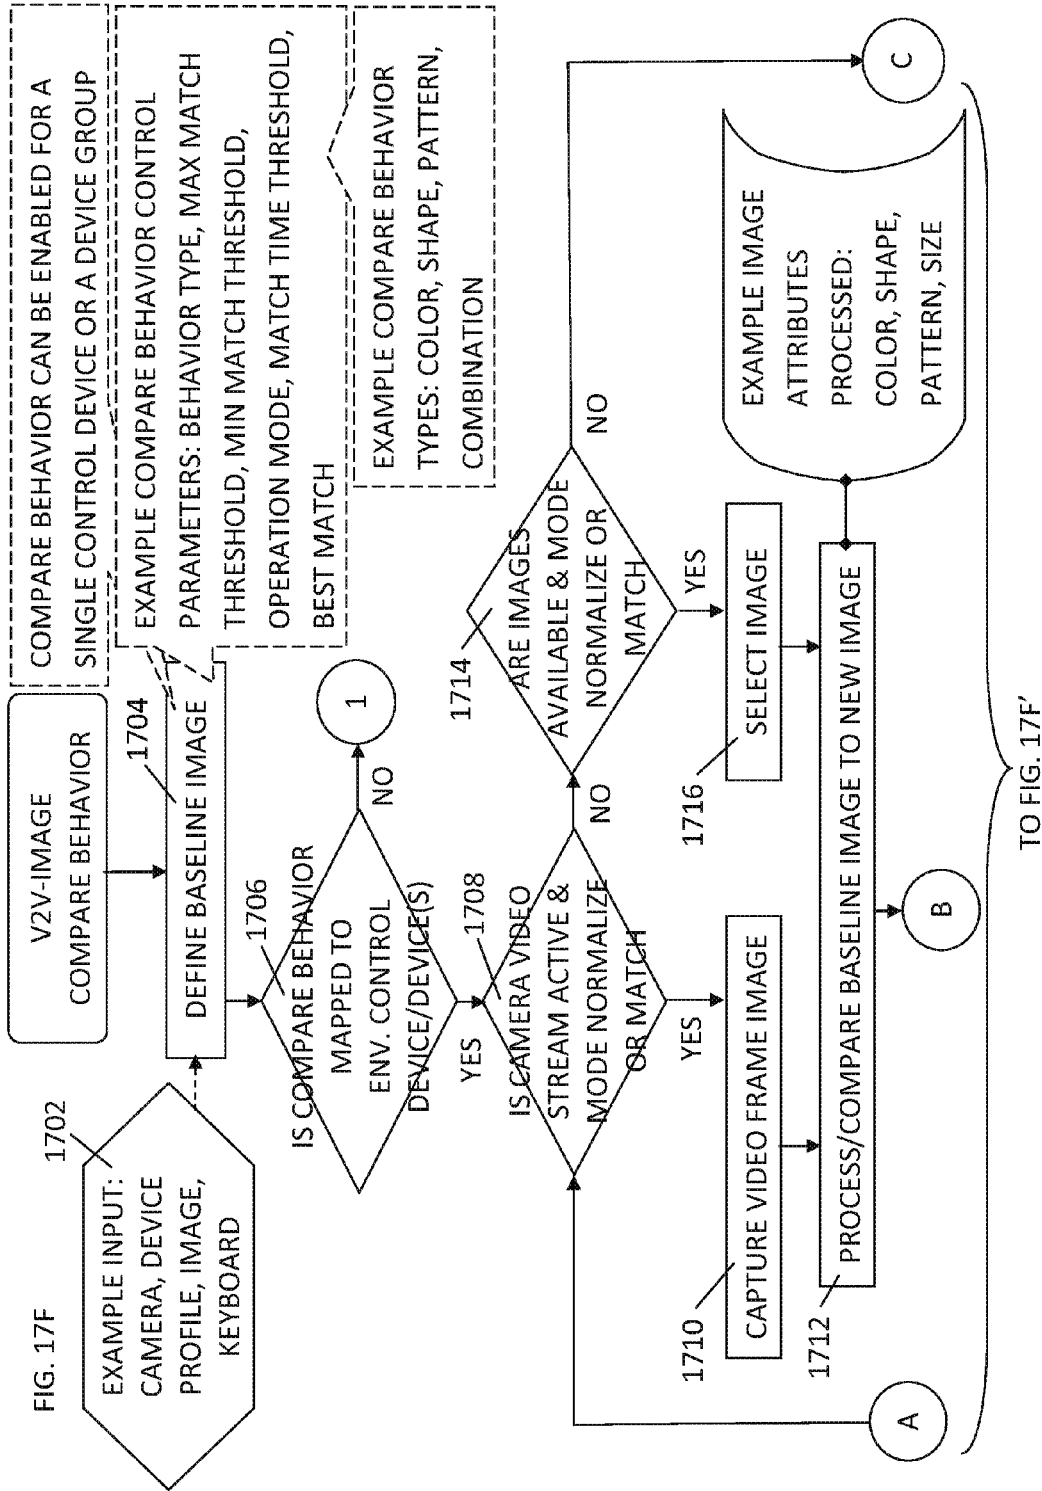 FIG. 17F
V2V-IMAGE
COMPARE BEHAVIOR
COMPARE BEHAVIOR CAN BE ENABLED FOR A
SINGLE CONTROL DEVICE OR A DEVICE GROUP
1702
EXAMPLE INPUT:
CAMERA, DEVICE
PROFILE, IMAGE,
KEYBOARD
1704
DEFINE BASELINE IMAGE
EXAMPLE COMPARE BEHAVIOR CONTROL
PARAMETERS: BEHAVIOR TYPE, MAX MATCH
THRESHOLD, MIN MATCH THRESHOLD,
OPERATION MODE, MATCH TIME THRESHOLD,
BEST MATCH
1706
IS COMPARE BEHAVIOR
MAPPED TO
ENV. CONTROL
DEVICE/DEVICE(S)
NO
1
YES
EXAMPLE COMPARE BEHAVIOR
TYPES: COLOR, SHAPE, PATTERN,
COMBINATION
1708
IS CAMERA VIDEO
STREAM ACTIVE &
MODE NORMALIZE
OR MATCH
NO
YES
1714
ARE IMAGES
AVAILABLE & MODE
NORMALIZE OR
MATCH
NO
YES
1710
CAPTURE VIDEO FRAME IMAGE
1716
SELECT IMAGE
EXAMPLE IMAGE
ATTRIBUTES
PROCESSED:
COLOR, SHAPE,
PATTERN, SIZE
1712
PROCESS/COMPARE BASELINE IMAGE TO NEW IMAGE
A
B
C
TO FIG. 17F'